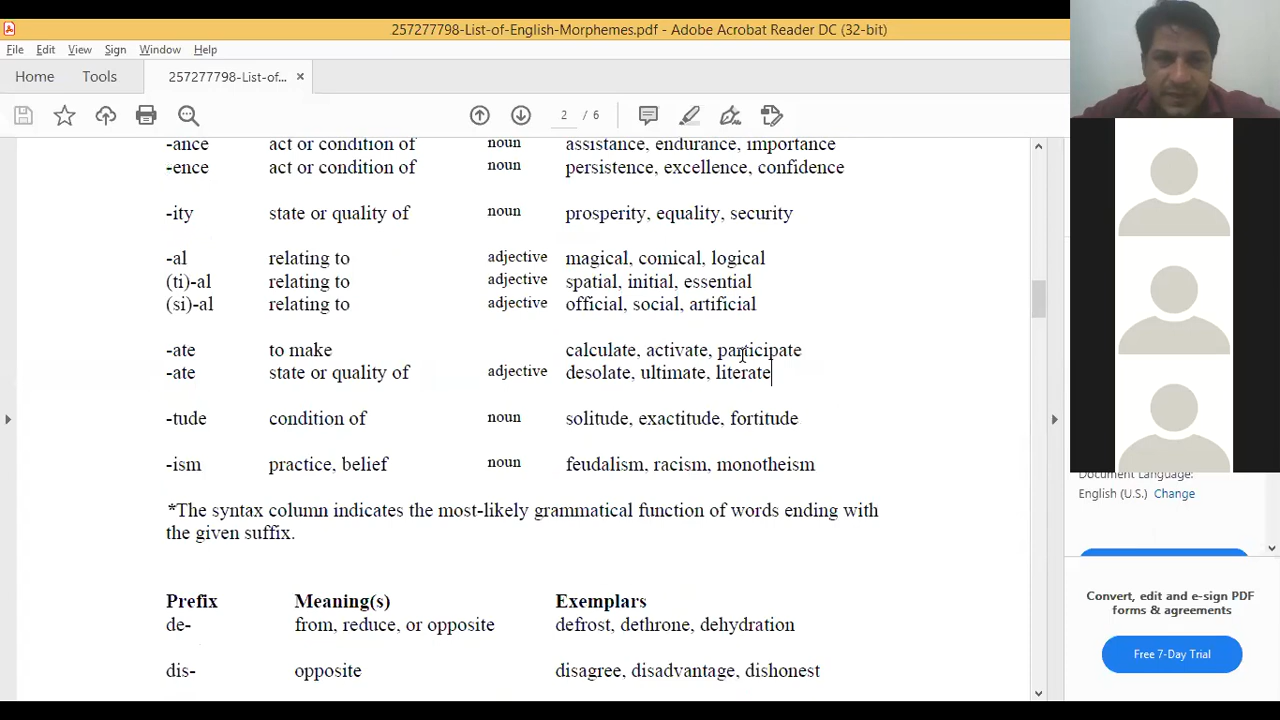 257277798-List-of-English-Morphemes.pdf - Adobe Acrobat Reader DC (32-bit)
File Edit View Sign Window Help
Home Tools 257277798-List-of... ×
2 / 6
-ance act or condition of noun assistance, endurance, importance
-ence act or condition of noun persistence, excellence, confidence
-ity state or quality of noun prosperity, equality, security
-al relating to adjective magical, comical, logical
(ti)-al relating to adjective spatial, initial, essential
(si)-al relating to adjective official, social, artificial
-ate to make calculate, activate, participate
-ate state or quality of adjective desolate, ultimate, literate
-tude condition of noun solitude, exactitude, fortitude
-ism practice, belief noun feudalism, racism, monotheism
*The syntax column indicates the most-likely grammatical function of words ending with
the given suffix.
Prefix Meaning(s) Exemplars
de- from, reduce, or opposite defrost, dethrone, dehydration
dis- opposite disagree, disadvantage, dishonest
Document Language:
English (U.S.) Change
Convert, edit and e-sign PDF
forms & agreements
Free 7-Day Trial